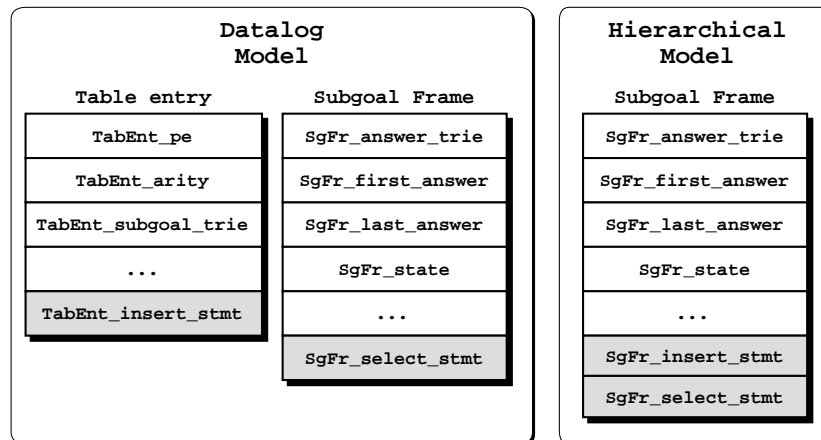 Datalog
Model
Table entry
TabEnt_pe
TabEnt_arity
TabEnt_subgoal_trie
...
TabEnt_insert_stmt
Subgoal Frame
SgFr_answer_trie
SgFr_first_answer
SgFr_last_answer
SgFr_state
...
SgFr_select_stmt
Hierarchical
Model
Subgoal Frame
SgFr_answer_trie
SgFr_first_answer
SgFr_last_answer
SgFr_state
...
SgFr_insert_stmt
SgFr_select_stmt